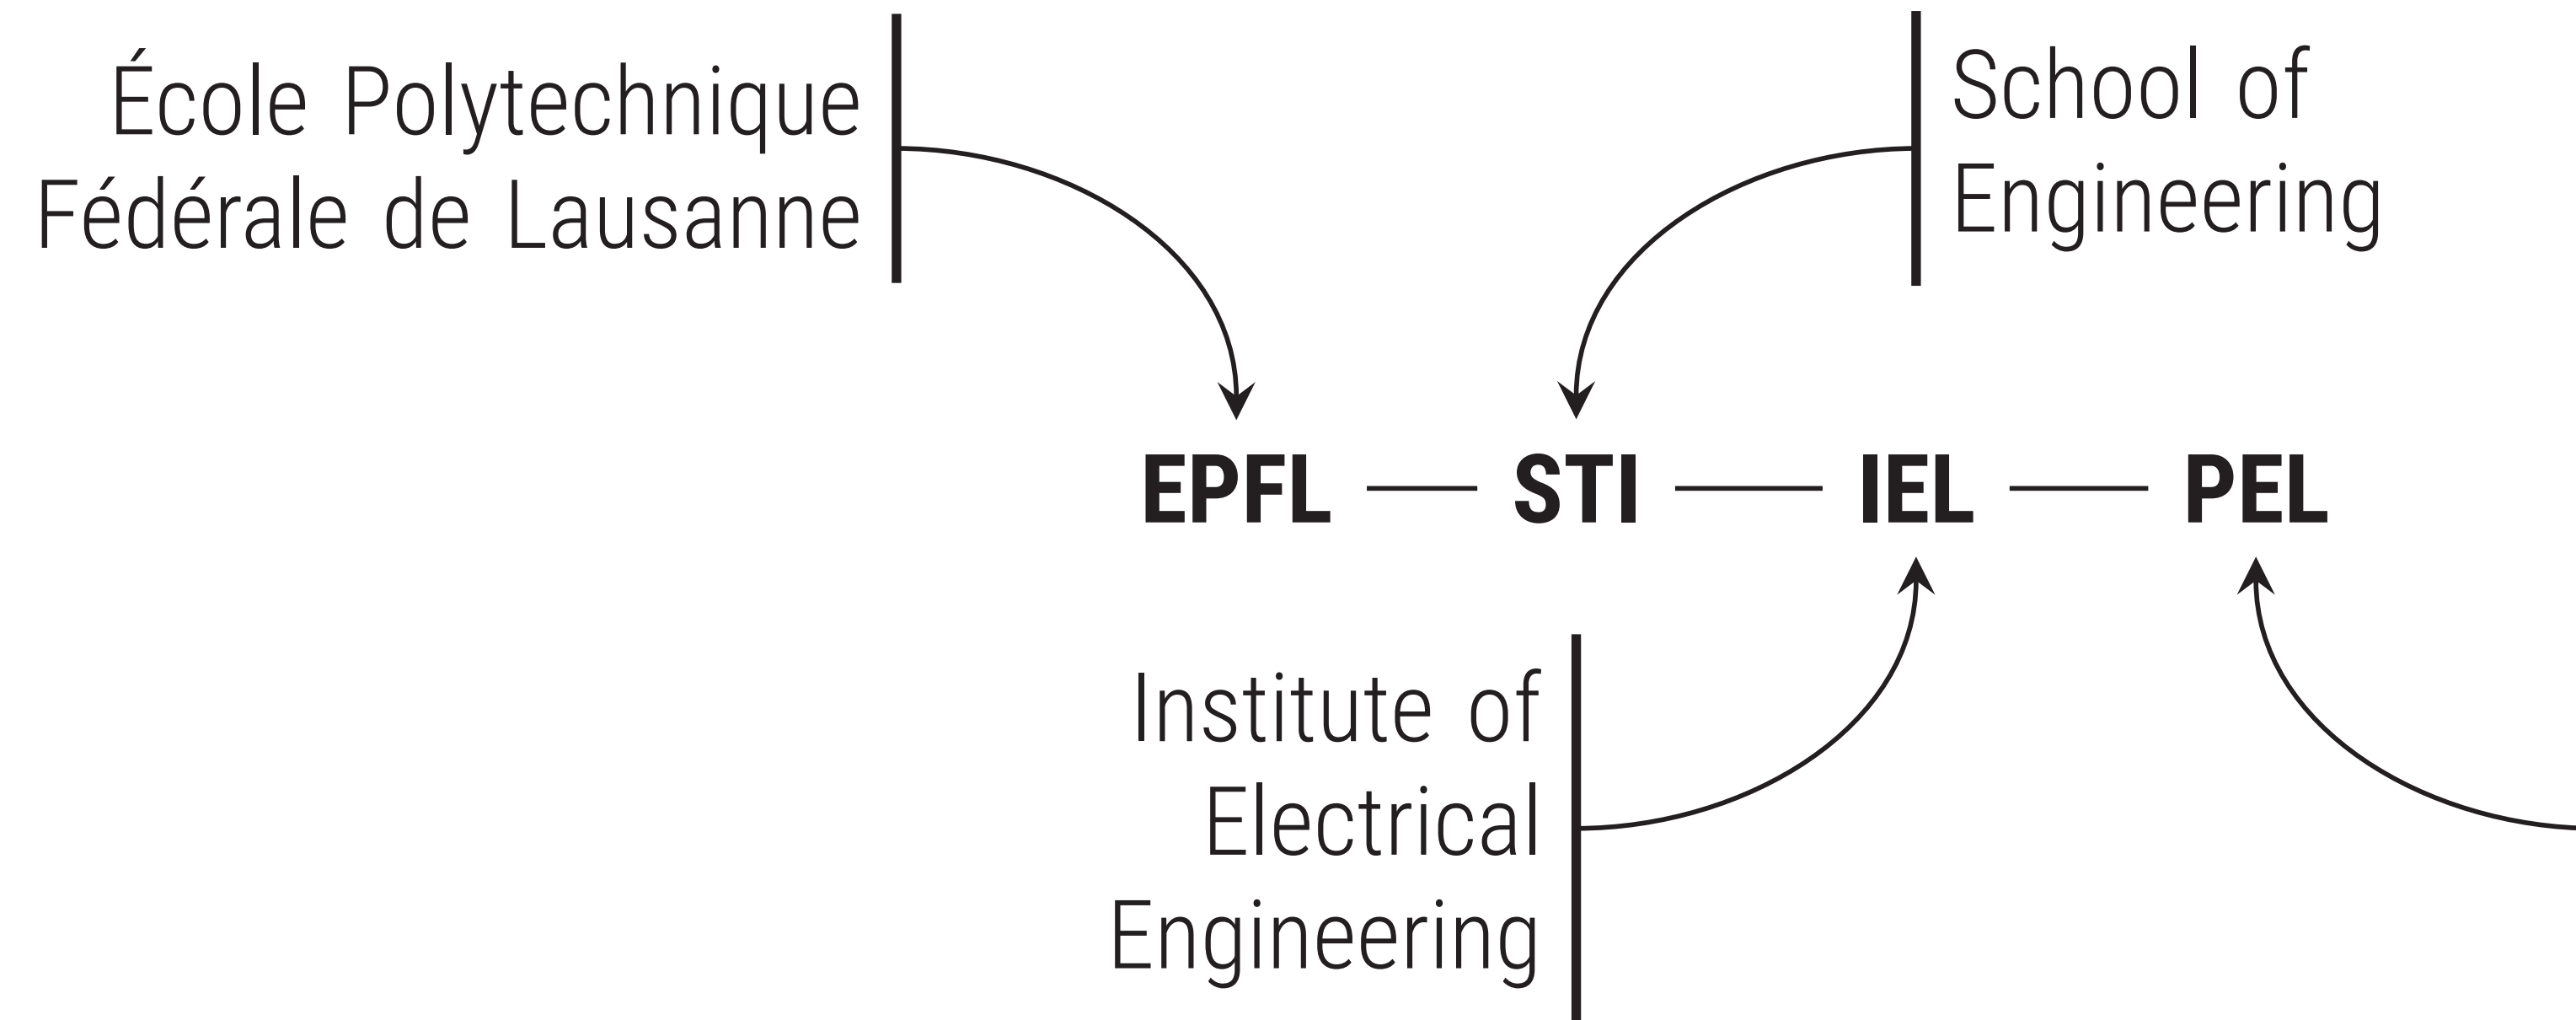 École Polytechnique
Fédérale de Lausanne
School of
Engineering
EPFL — STI — IEL — PEL
Institute of
Electrical
Engineering